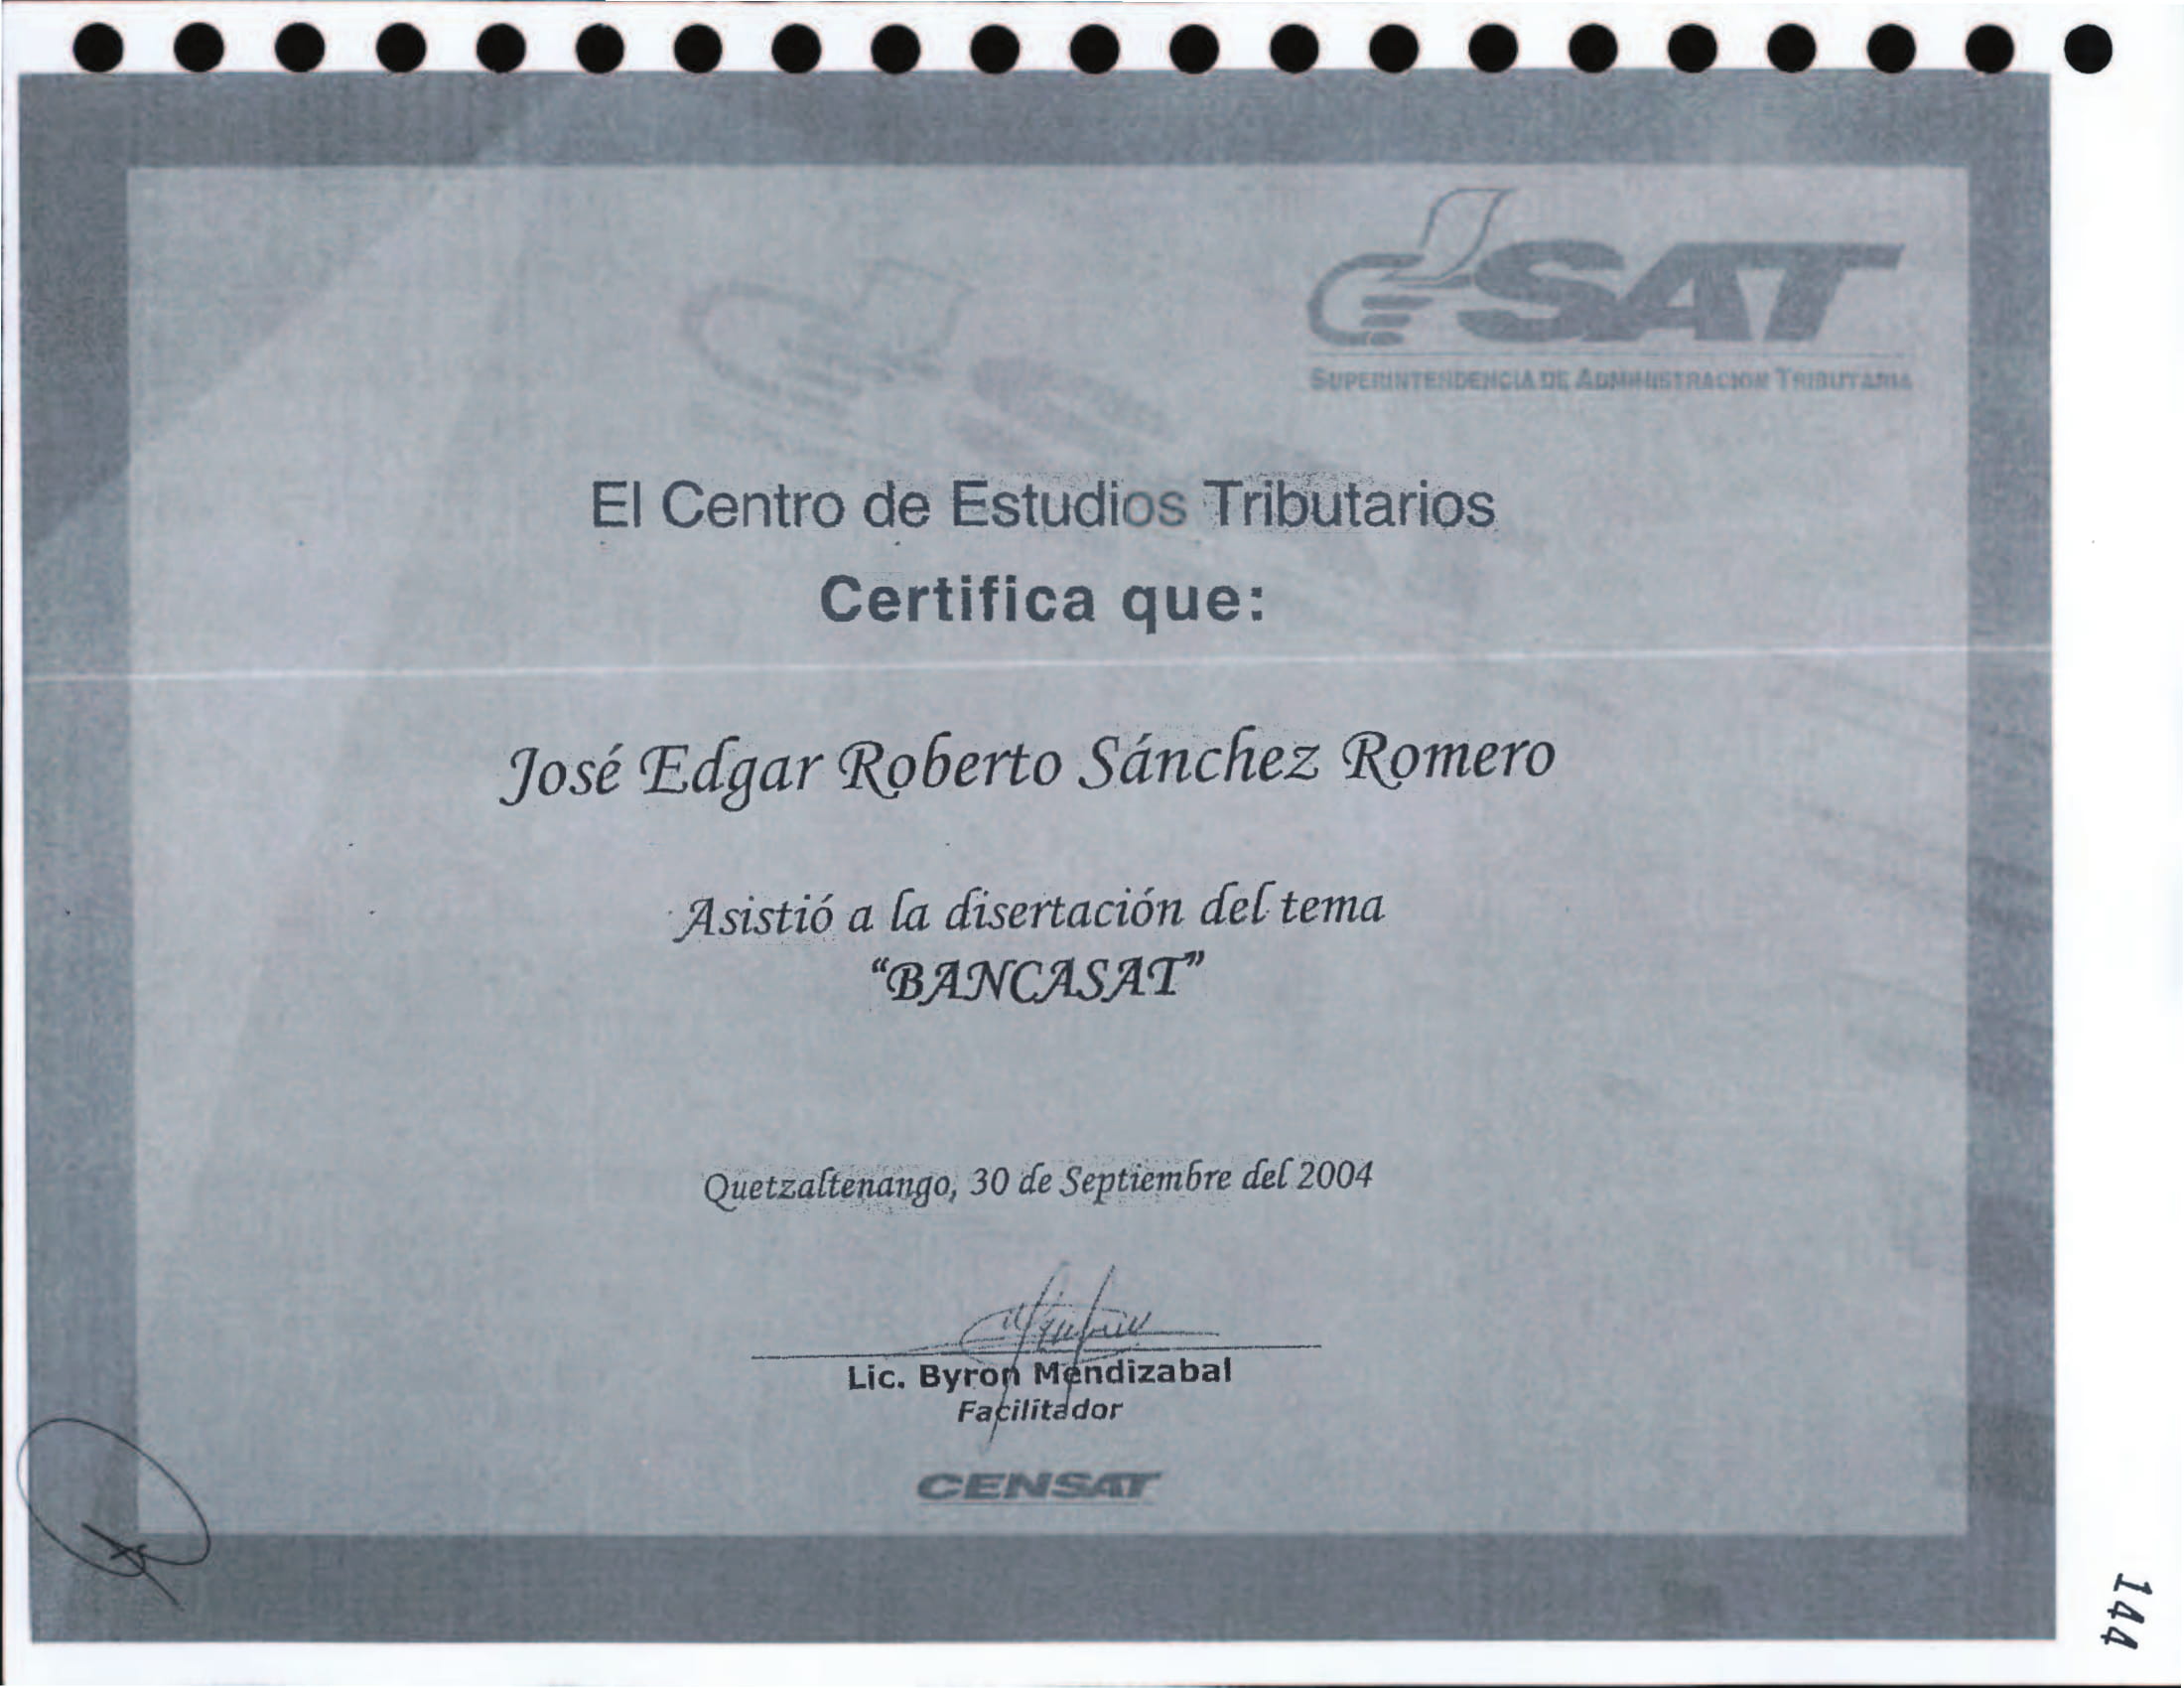 SAT
SUPERINTENDENCIA DE ADMINISTRACION TRIBUTARIA
El Centro de Estudios Tributarios
Certifica que:
José Edgar Roberto Sánchez Romero
Asistió a la disertación del tema
“BANCASAT”
Quetzaltenango, 30 de Septiembre del 2004
Lic. Byron Mendizabal
Facilitador
CENSAT
144